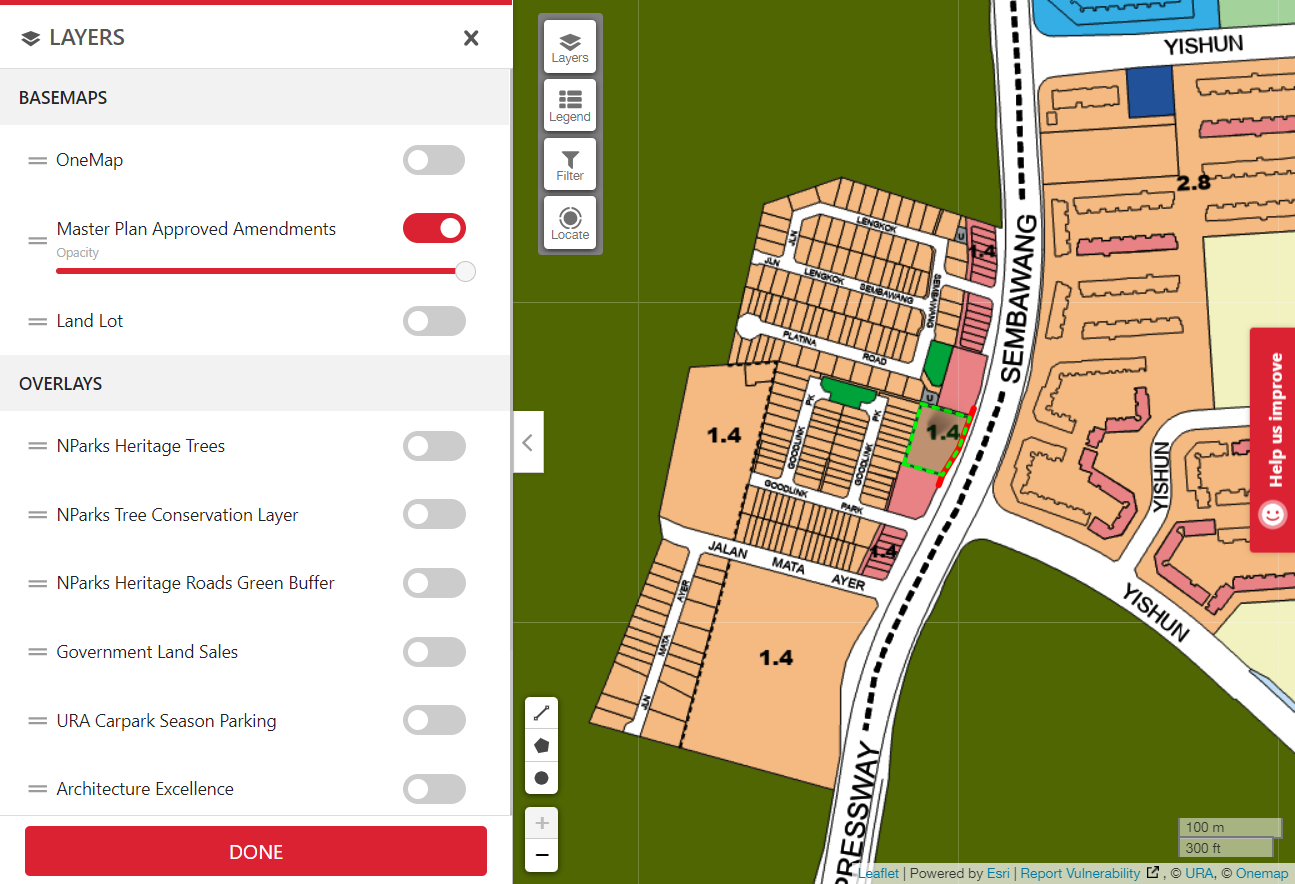 LAYERS
BASEMAPS
OneMap
Master Plan Approved Amendments
Opacity
Land Lot
OVERLAYS
NParks Heritage Trees
NParks Tree Conservation Layer
NParks Heritage Roads Green Buffer
Government Land Sales
URA Carpark Season Parking
Architecture Excellence
DONE
Layers
Legend
Filter
Locate
YISHUN
2.8
SEMBAWANG
LENGKOK
U
1.4
JLN
JLN
LENGKOK
SEMBAWANG
SEMBAWANG
PLATINA
ROAD
U
1.4
1.4
PK
PK
GOODLINK
GOODLINK
GOODLINK
PARK
1.4
JALAN
MATA
AYER
AYER
MATA
JLN
1.4
YISHUN
YISHUN
PRESSWAY
Help us improve
100 m
300 ft
Leaflet | Powered by Esri | Report Vulnerability , © URA, © Onemap